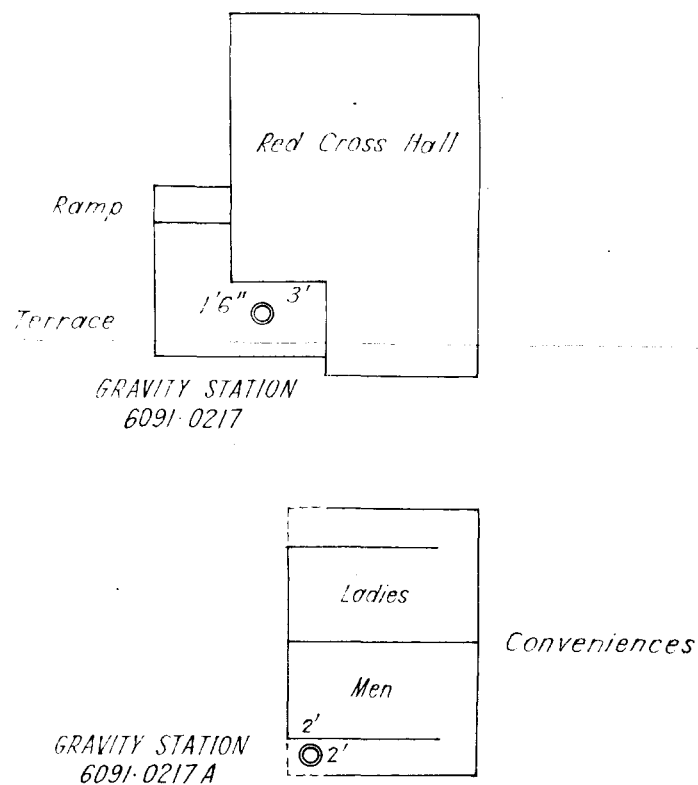 Red Cross Hall
Ramp
1'6" 3'
Terrace
GRAVITY STATION
6091·0217
Ladies
Conveniences
Men
2'
2'
GRAVITY STATION
6091·0217A